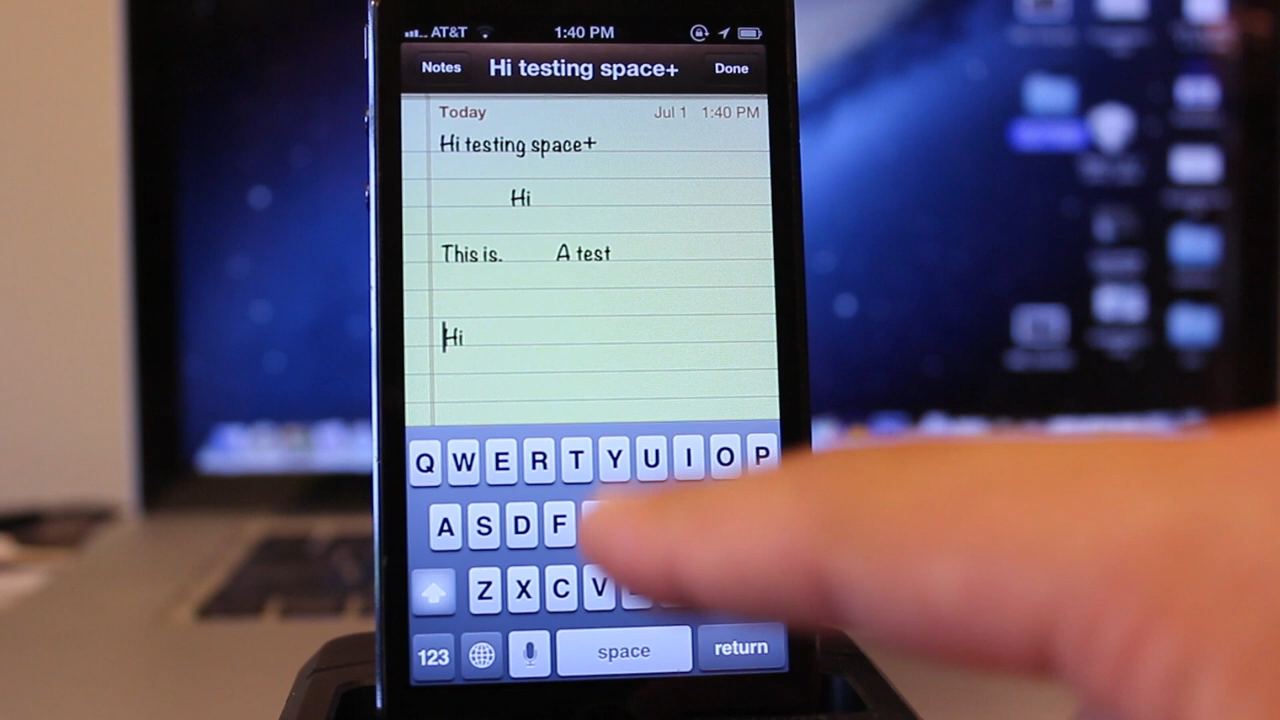 AT&T 1:40 PM
Notes Hi testing space+ Done
Today Jul 1 1:40 PM
Hi testing space+
Hi
This is. A test
Hi
Q W E R T Y U I O P
A S D F
Z X C V
123 space return